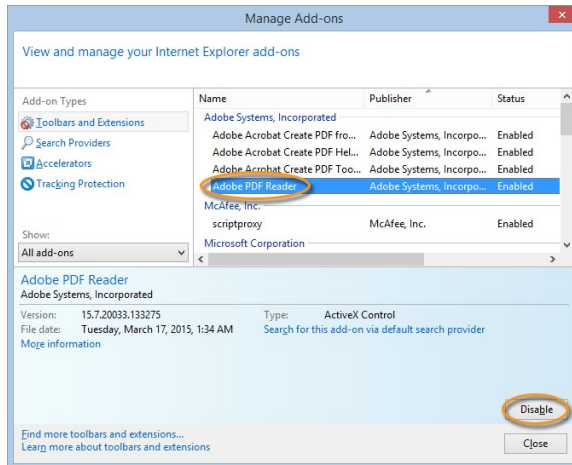 Manage Add-ons
View and manage your Internet Explorer add-ons
Add-on Types
Toolbars and Extensions
Search Providers
Accelerators
Tracking Protection
Show:
All add-ons
Name Publisher Status
Adobe Systems, Incorporated
Adobe Acrobat Create PDF fro... Adobe Systems, Incorpo... Enabled
Adobe Acrobat Create PDF Hel... Adobe Systems, Incorpo... Enabled
Adobe Acrobat Create PDF Too... Adobe Systems, Incorpo... Enabled
Adobe PDF Reader Adobe Systems, Incorpo... Enabled
McAfee, Inc.
scriptproxy McAfee, Inc. Enabled
Microsoft Corporation
Adobe PDF Reader
Adobe Systems, Incorporated
Version: 15.7.20033.133275 Type: ActiveX Control
File date: Tuesday, March 17, 2015, 1:34 AM Search for this add-on via default search provider
More information
Disable
Find more toolbars and extensions...
Learn more about toolbars and extensions
Close